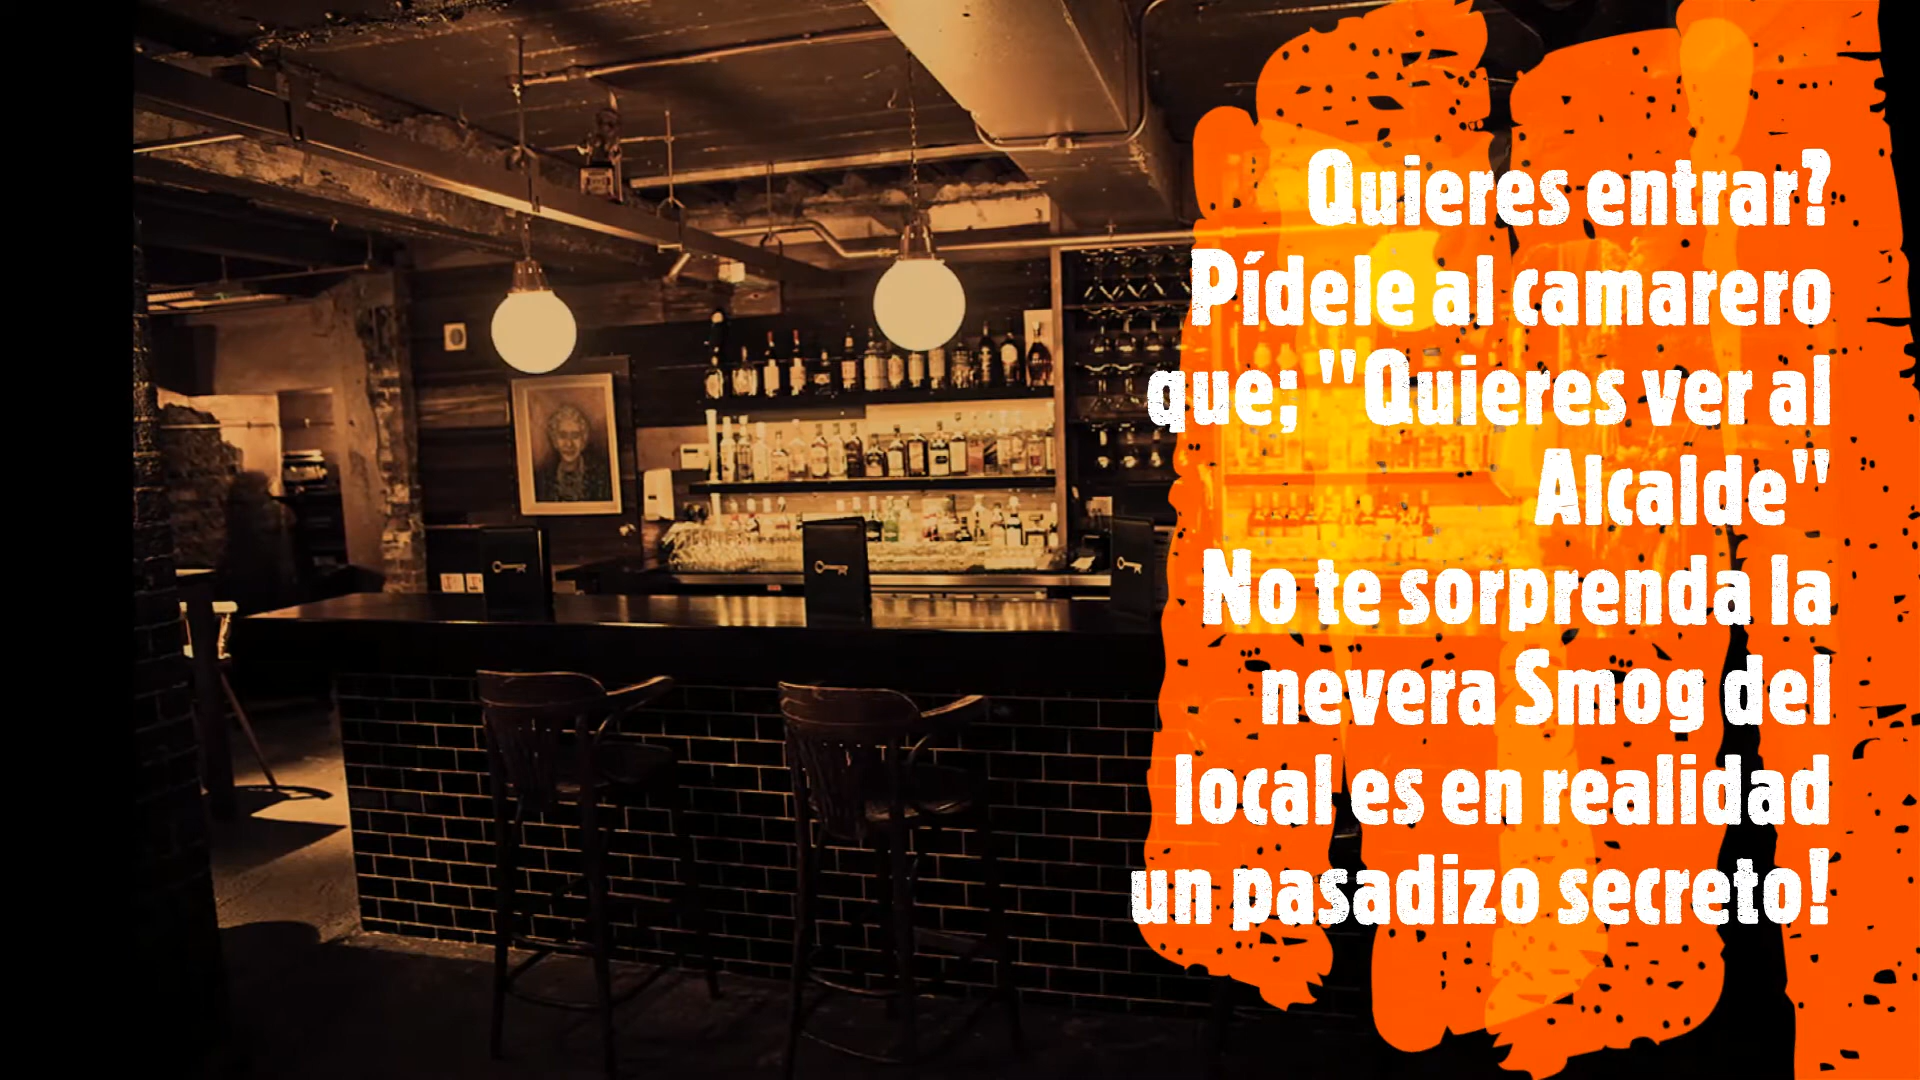 Quieres entrar?
Pídele al camarero
que; "Quieres ver al
Alcalde"
No te sorprenda la
nevera Smog del
local es en realidad
un pasadizo secreto!